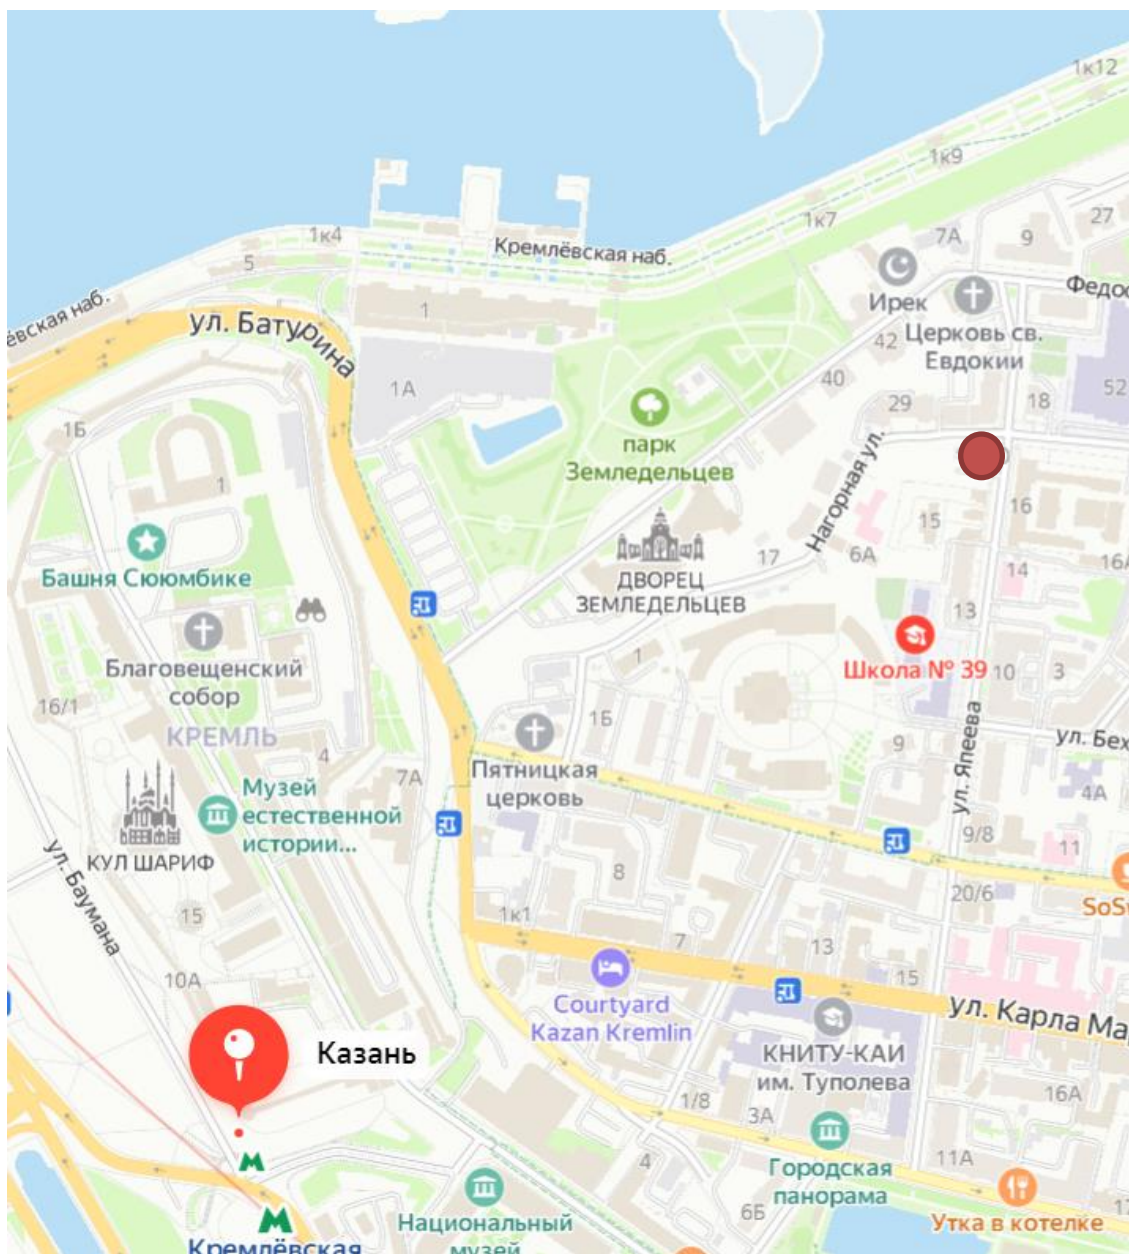 1к12
1к9
1к7
27
7А
9
1к4
Кремлёвская наб.
5
Ирек
Федос
ёвская наб.
ул. Батурина
1
Церковь св.
Евдокии
42
40
1А
52
29
18
1Б
парк
Земледельцев
Нагорная ул.
1
16
15
6А
17
Башня Сююмбике
ДВОРЕЦ
ЗЕМЛЕДЕЛЬЦЕВ
14
16А
13
Благовещенский
собор
1
Школа № 39
10
3
16/1
КРЕМЛЬ
4
1Б
9
ул. Бех
ул. Япеева
7А
Пятницкая
церковь
Музей
естественной
истории...
4А
КУЛ ШАРИФ
9/8
11
ул. Баумана
8
20/6
SoS
15
1к1
7
13
15
10А
Courtyard
Kazan Kremlin
ул. Карла Ма
Казань
КНИТУ-КАИ
им. Туполева
16А
1/8
3А
М
4
Городская
панорама
11А
6Б
17
М
Национальный
музей
Утка в котелке
Кремлёвская